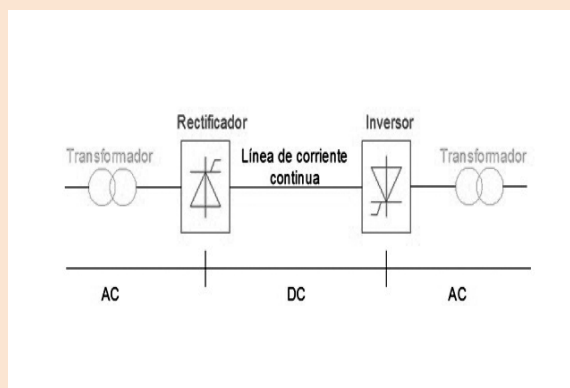 Rectificador
Inversor
Transformador
Línea de corriente
continua
Transformador
AC
DC
AC